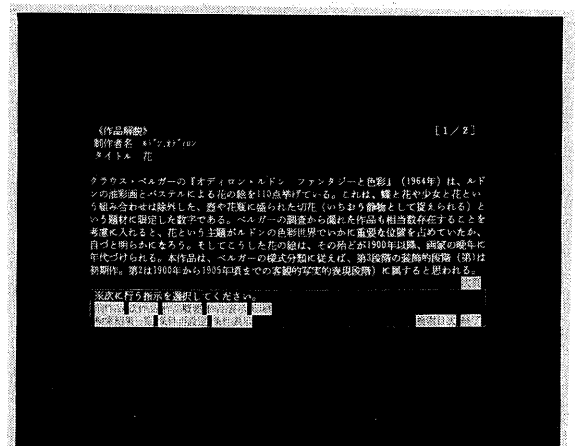 《作品解説》 [1/2]
制作者名 ルドン,オディロン
タイトル 花
クラウス・ベルガーの『オディロン・ルドン ファンタジーと色彩』(1964年)は、ルド
ンの油彩画とパステルによる花の絵を110点挙げている。これは、蝶と花や少女と花とい
う組み合わせは除外した、器や花瓶に盛られた切花(いちおう静物として捉えられる)と
いう題材に限定した数字である。ベルガーの調査から漏れた作品も相当数存在することを
考慮に入れると、花という主題がルドンの色彩世界でいかに重要な位置を占めていたか、
自づと明らかになろう。そしてこうした花の絵は、その殆どが1900年以降、画家の晩年に
年代づけられる。本作品は、ベルガーの様式分類に従えば、第3段階の装飾的段階(第1は
初期作。第2は1900年から1905年頃までの客観的写実的表現段階)に属すると思われる。
次頁
※次に行う指示を選択してください。
終了